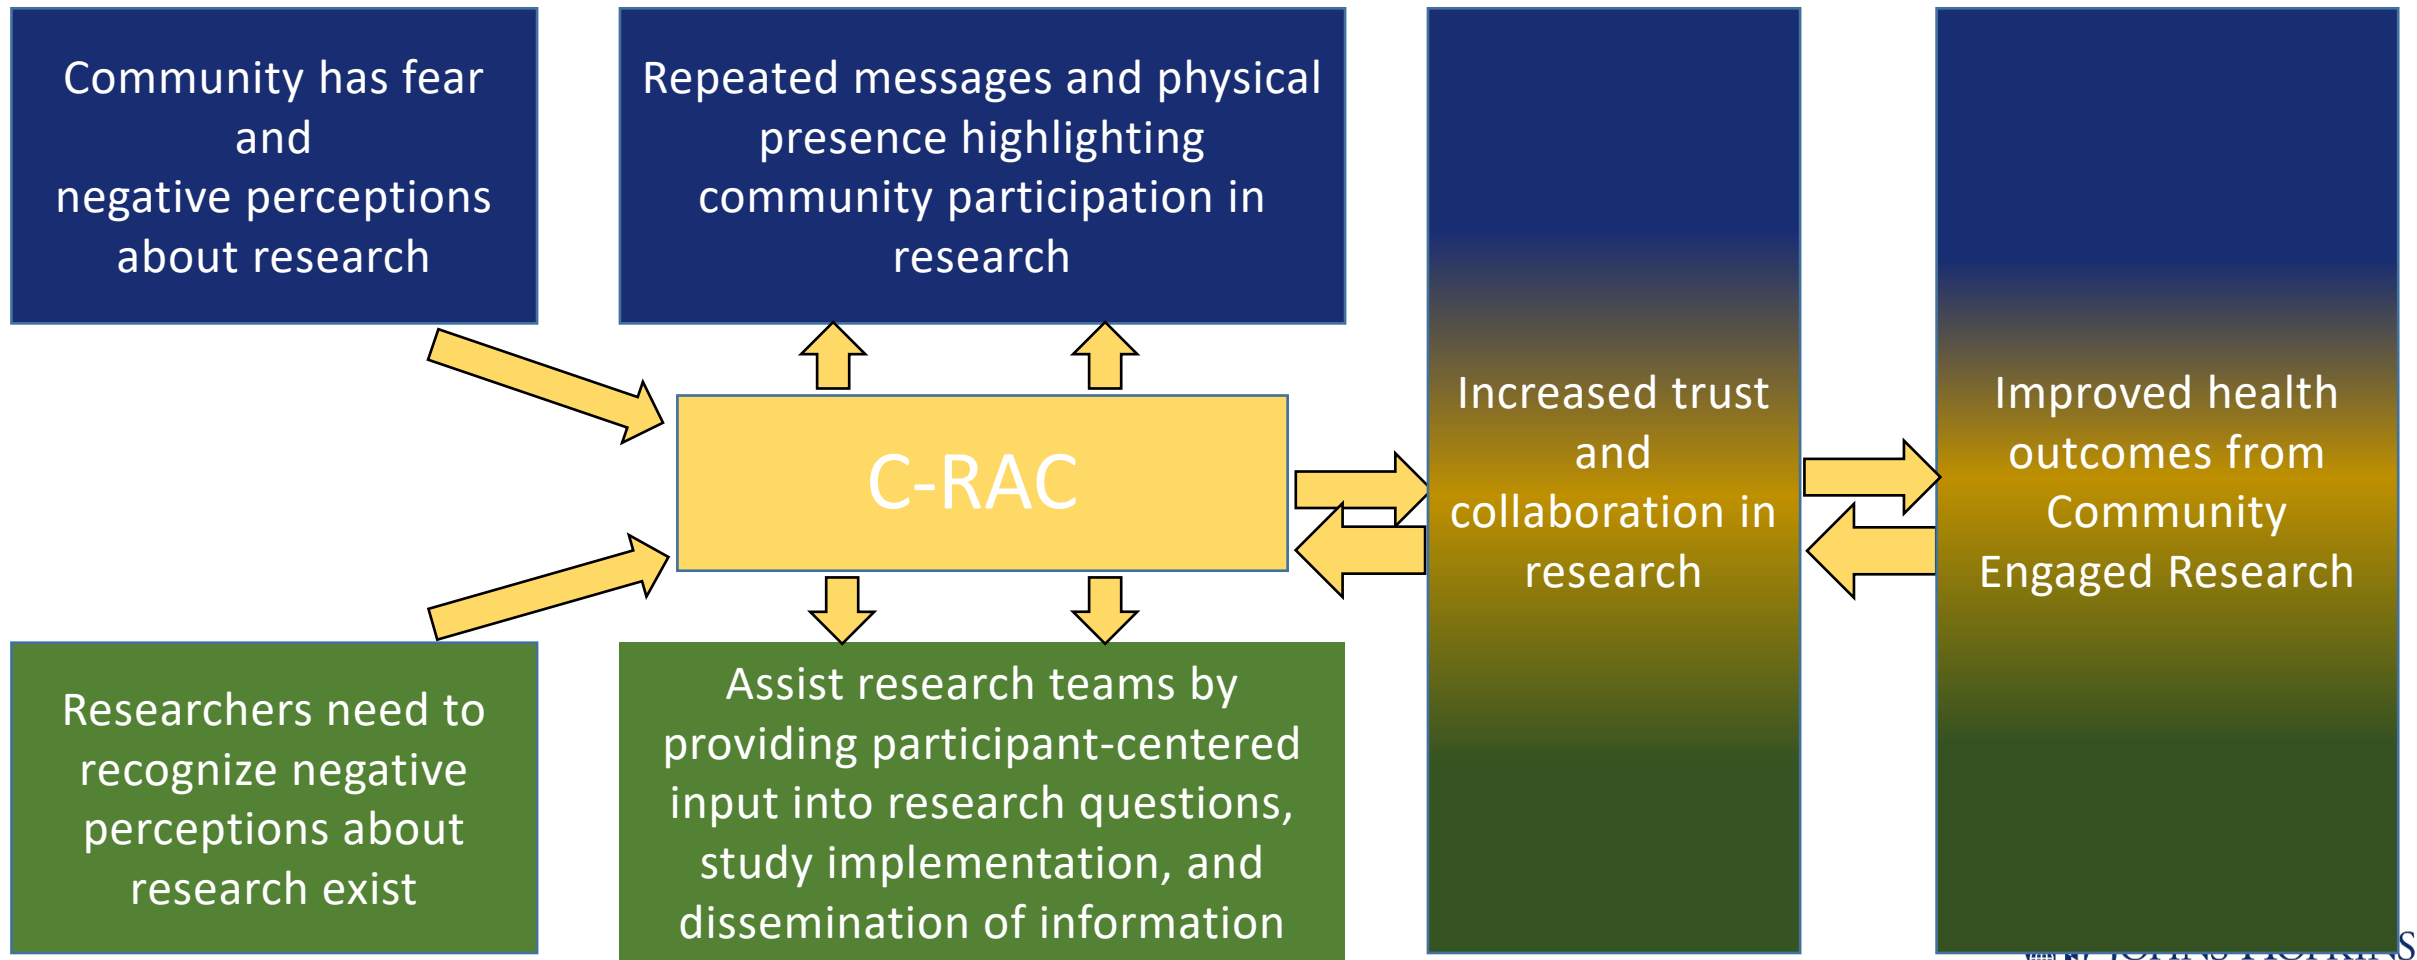 Community has fear
and
negative perceptions
about research
Repeated messages and physical
presence highlighting
community participation in
research
C-RAC
Increased trust
and
collaboration in
research
Improved health
outcomes from
Community
Engaged Research
Researchers need to
recognize negative
perceptions about
research exist
Assist research teams by
providing participant-centered
input into research questions,
study implementation, and
dissemination of information
JOHNS HOPKINS